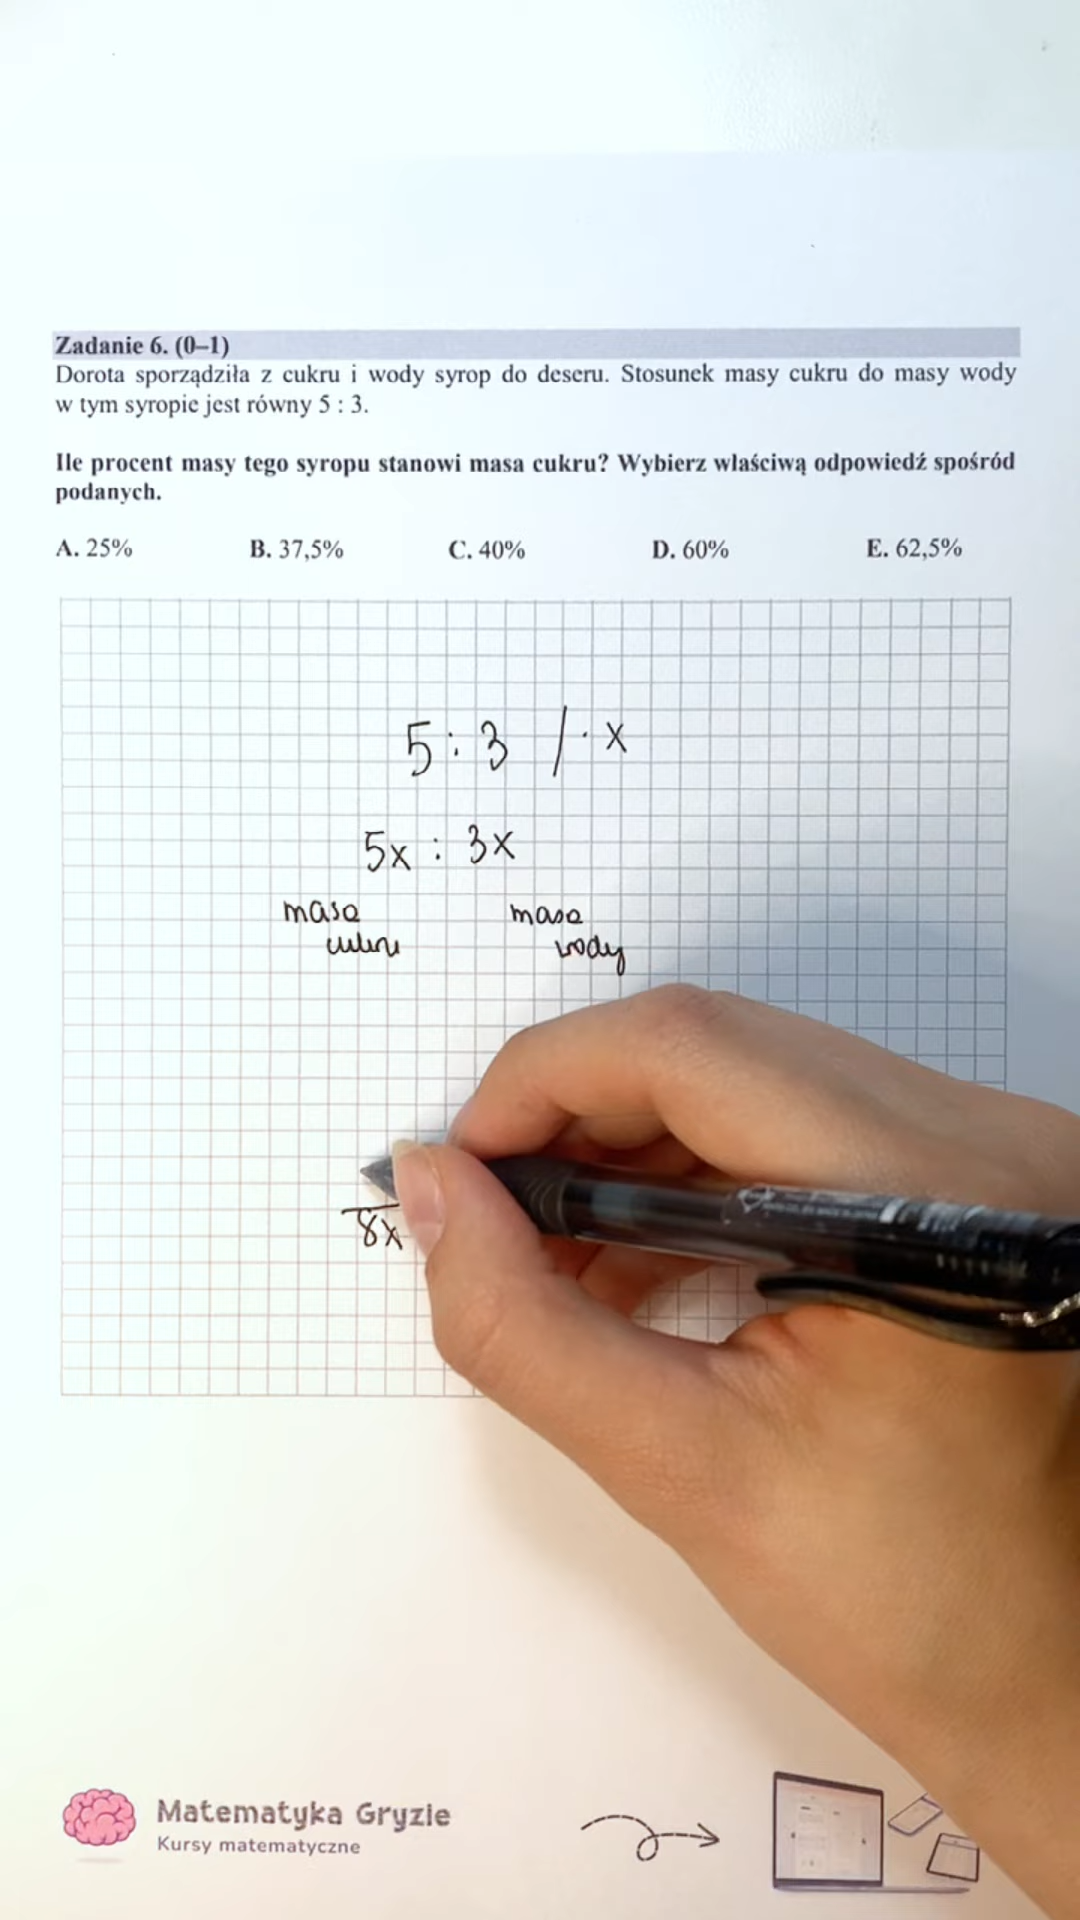 Zadanie 6. (0–1)
Dorota sporządziła z cukru i wody syrop do deseru. Stosunek masy cukru do masy wody
w tym syropie jest równy 5 : 3.
Ile procent masy tego syropu stanowi masa cukru? Wybierz właściwą odpowiedź spośród
podanych.
A. 25% B. 37,5% C. 40% D. 60% E. 62,5%
5 : 3 / · x
5x : 3x
masa masa
cukru wody
8x
Matematyka Gryzie
Kursy matematyczne